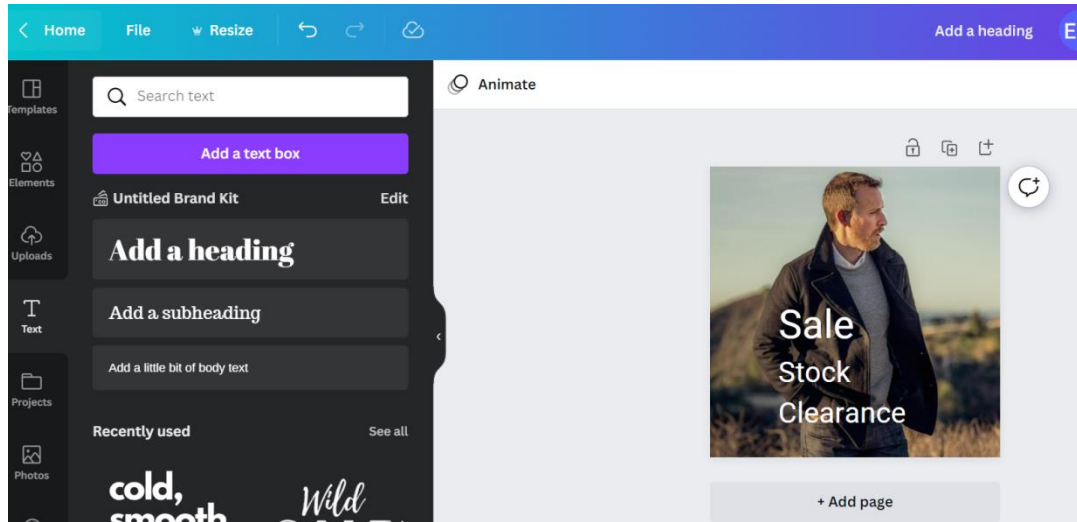 Home File Resize Add a heading E
Templates
Search text
Animate
Add a text box
Elements
Untitled Brand Kit Edit
Add a heading
Uploads
Add a subheading
Text
Add a little bit of body text
Projects
Recently used See all
Photos
cold,
smooth
Wild
Sale
Stock
Clearance
+ Add page